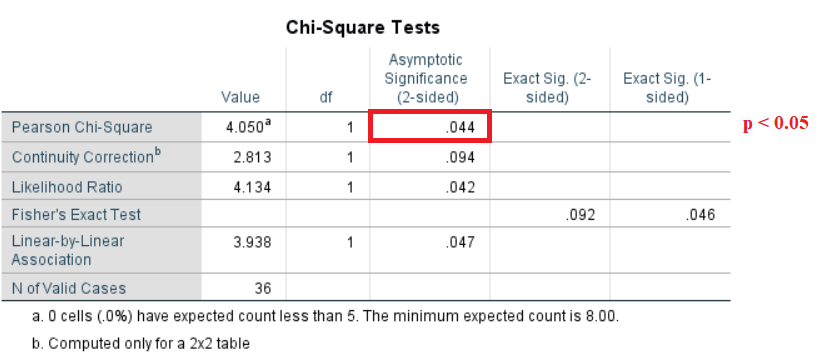 Chi-Square Tests
Value df Asymptotic Significance (2-sided) Exact Sig. (2-sided) Exact Sig. (1-sided)
Pearson Chi-Square 4.050a 1 .044 p < 0.05
Continuity Correctionb 2.813 1 .094
Likelihood Ratio 4.134 1 .042
Fisher's Exact Test .092 .046
Linear-by-Linear Association 3.938 1 .047
N of Valid Cases 36
a. 0 cells (.0%) have expected count less than 5. The minimum expected count is 8.00.
b. Computed only for a 2x2 table